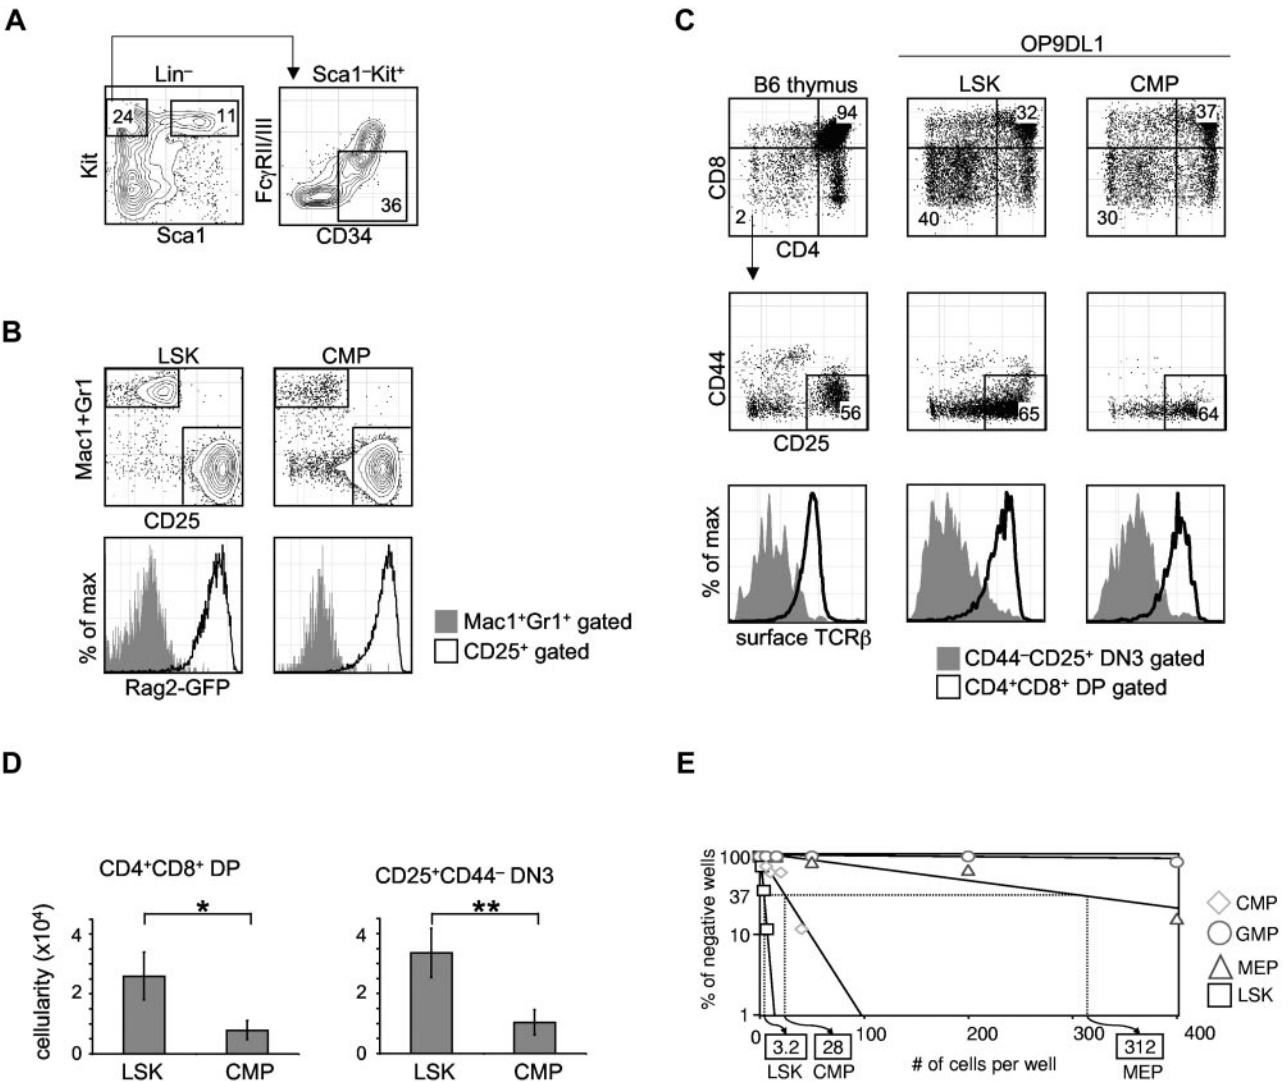 A
Lin–
Sca1–Kit+
24
11
Kit
Sca1
FcγRII/III
36
CD34
B
LSK
CMP
Mac1+Gr1
CD25
% of max
Rag2-GFP
Mac1+Gr1+ gated
CD25+ gated
C
OP9DL1
B6 thymus
LSK
CMP
94
32
37
CD8
2
40
30
CD4
CD44
56
65
64
CD25
% of max
surface TCRβ
CD44–CD25+ DN3 gated
CD4+CD8+ DP gated
D
CD4+CD8+ DP
cellularity (x10⁴)
4
2
0
*
LSK
CMP
CD25+CD44– DN3
4
2
0
**
LSK
CMP
E
% of negative wells
100
37
10
1
0
100
200
300
400
3.2
28
312
LSK
CMP
MEP
# of cells per well
CMP
GMP
MEP
LSK